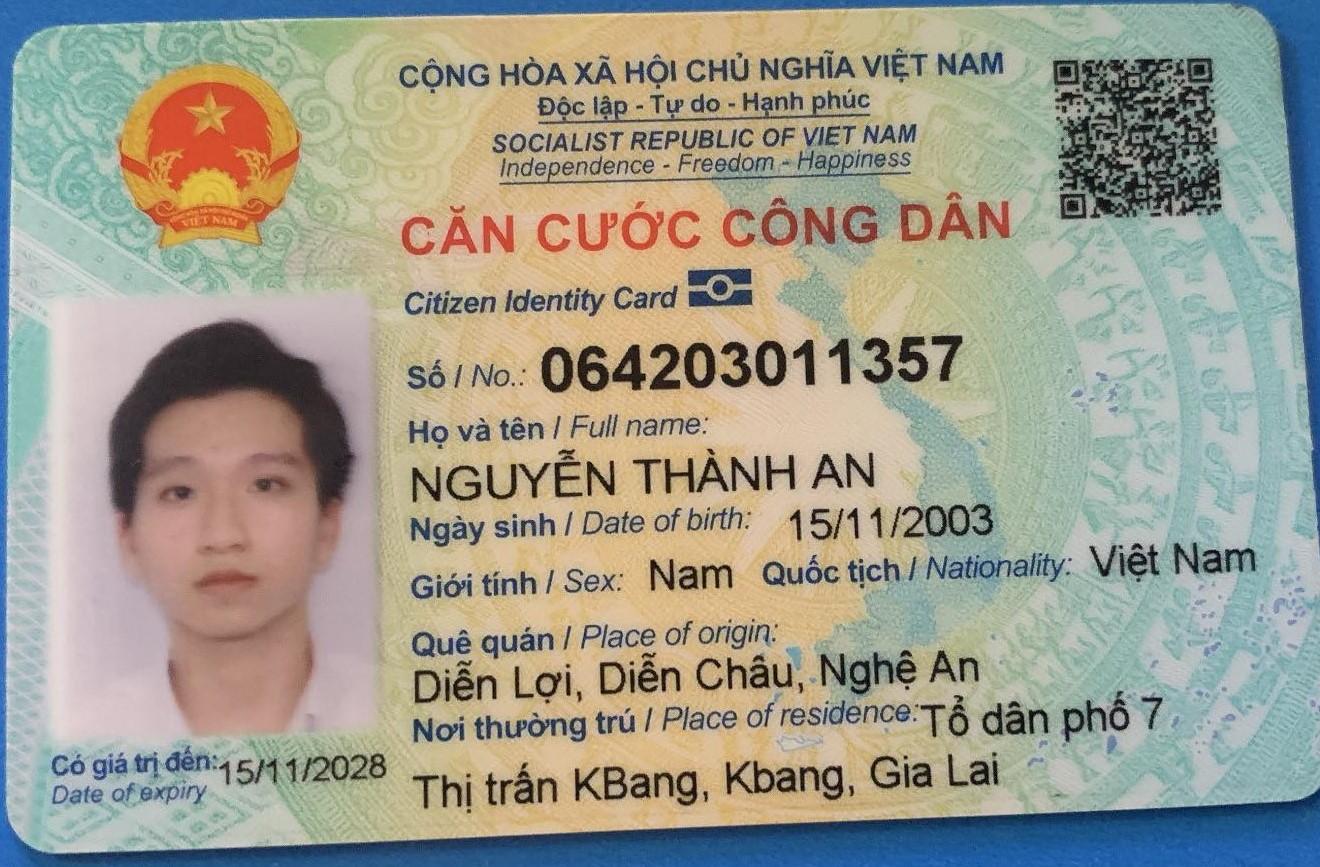 CỘNG HÒA XÃ HỘI CHỦ NGHĨA VIỆT NAM
Độc lập - Tự do - Hạnh phúc
SOCIALIST REPUBLIC OF VIET NAM
Independence - Freedom - Happiness
CĂN CƯỚC CÔNG DÂN
Citizen Identity Card
Số / No.: 064203011357
Họ và tên / Full name:
NGUYỄN THÀNH AN
Ngày sinh / Date of birth: 15/11/2003
Giới tính / Sex: Nam Quốc tịch / Nationality: Việt Nam
Quê quán / Place of origin:
Diễn Lợi, Diễn Châu, Nghệ An
Nơi thường trú / Place of residence: Tổ dân phố 7
Thị trấn KBang, Kbang, Gia Lai
Có giá trị đến: 15/11/2028
Date of expiry
VIỆT NAM